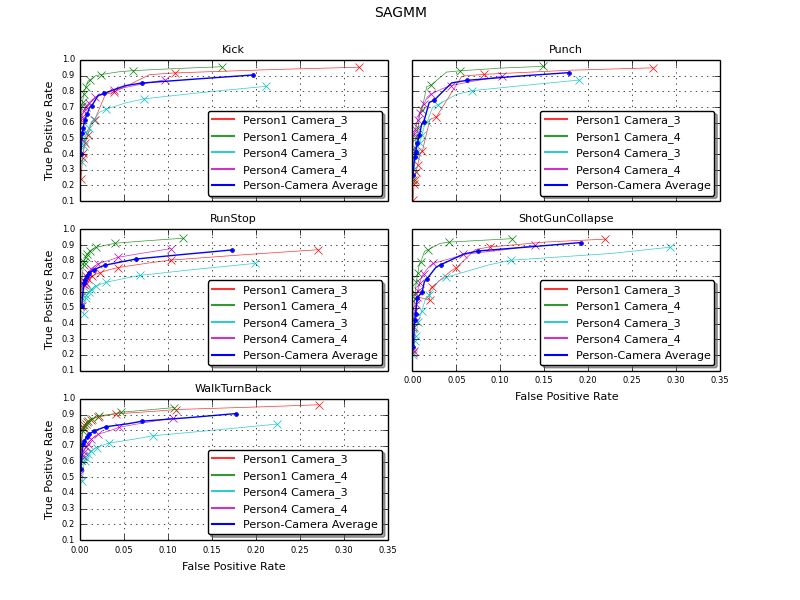 SAGMM
Kick
Punch
1.0
0.9
0.8
0.7
0.6
0.5
0.4
0.3
0.2
0.1
True Positive Rate
Person1 Camera_3
Person1 Camera_4
Person4 Camera_3
Person4 Camera_4
Person-Camera Average
Person1 Camera_3
Person1 Camera_4
Person4 Camera_3
Person4 Camera_4
Person-Camera Average
RunStop
ShotGunCollapse
1.0
0.9
0.8
0.7
0.6
0.5
0.4
0.3
0.2
0.1
True Positive Rate
Person1 Camera_3
Person1 Camera_4
Person4 Camera_3
Person4 Camera_4
Person-Camera Average
Person1 Camera_3
Person1 Camera_4
Person4 Camera_3
Person4 Camera_4
Person-Camera Average
0.00 0.05 0.10 0.15 0.20 0.25 0.30 0.35
False Positive Rate
WalkTurnBack
1.0
0.9
0.8
0.7
0.6
0.5
0.4
0.3
0.2
0.1
True Positive Rate
Person1 Camera_3
Person1 Camera_4
Person4 Camera_3
Person4 Camera_4
Person-Camera Average
0.00 0.05 0.10 0.15 0.20 0.25 0.30 0.35
False Positive Rate